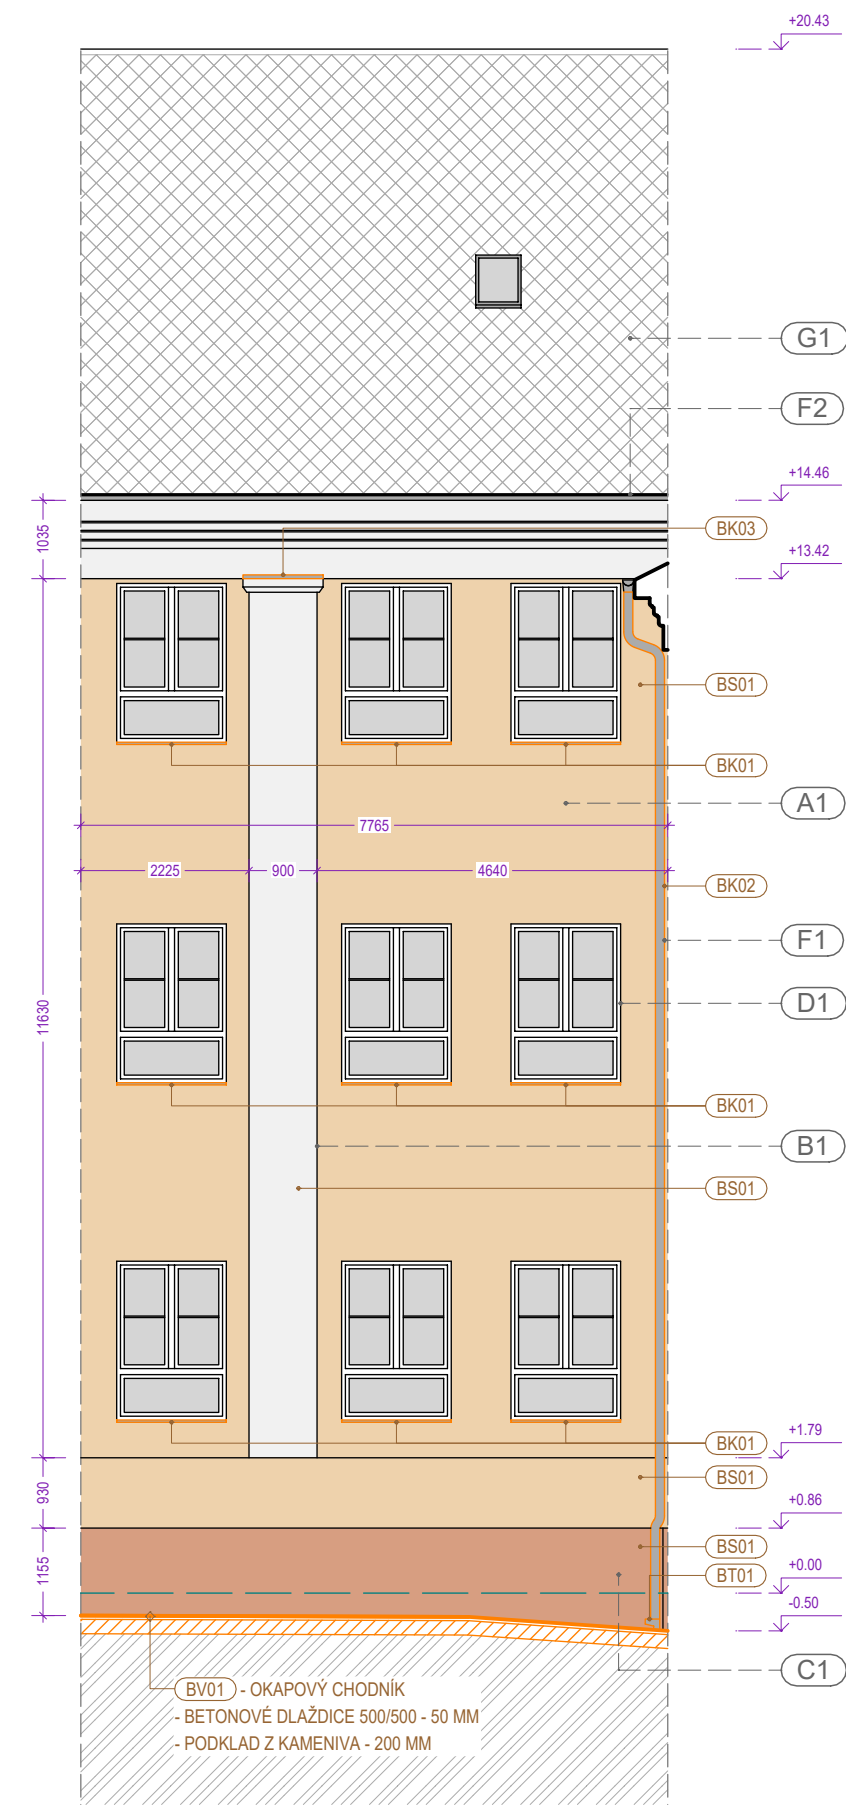 +20.43
G1
F2
+14.46
1035
BK03
+13.42
BS01
BK01
A1
7765
2225
900
4640
BK02
F1
D1
11630
BK01
B1
BS01
+1.79
BK01
BS01
930
+0.86
BS01
1155
BT01
+0.00
-0.50
C1
BV01 - OKAPOVÝ CHODNÍK
- BETONOVÉ DLAŽDICE 500/500 - 50 MM
- PODKLAD Z KAMENIVA - 200 MM